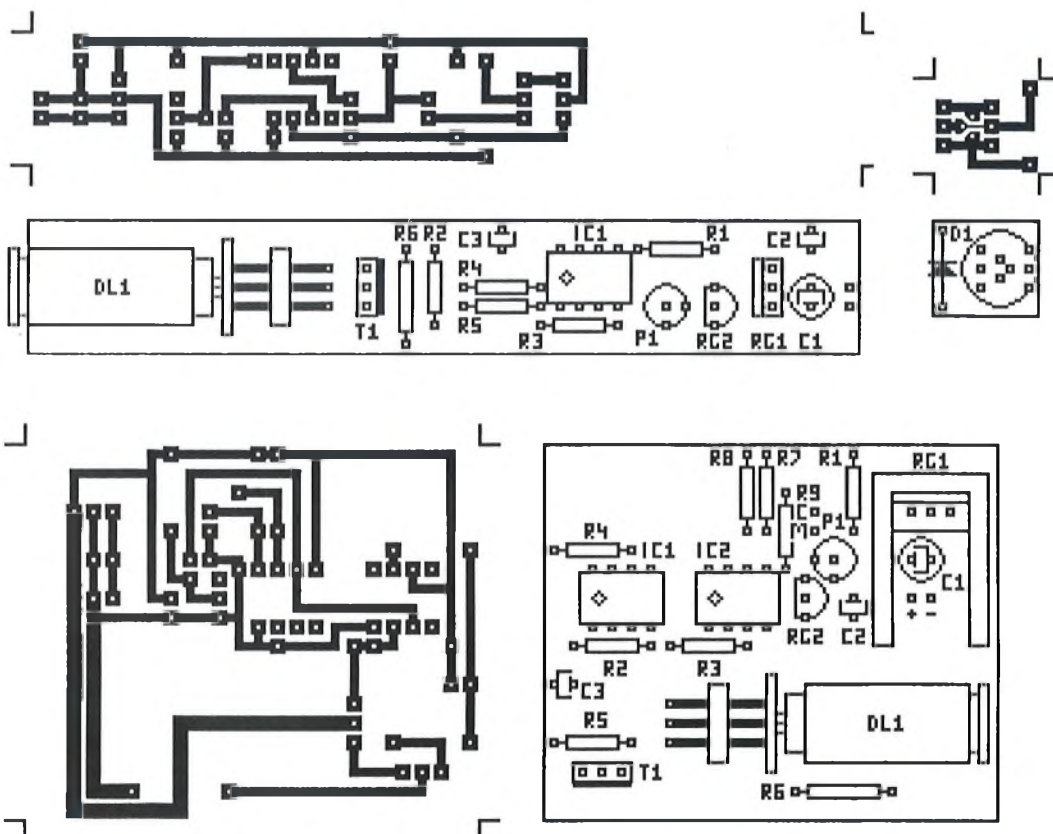 R6 R2 C3 IC1 R1 C2
DL1
R4
R5
T1
R3
P1 RG2 RG1 C1
D1
R8 R7 R1 RG1
R9
C
M
P1
R4 IC1 IC2
C1
+ -
R2 R3 RG2 C2
C3
R5
DL1
T1
R6